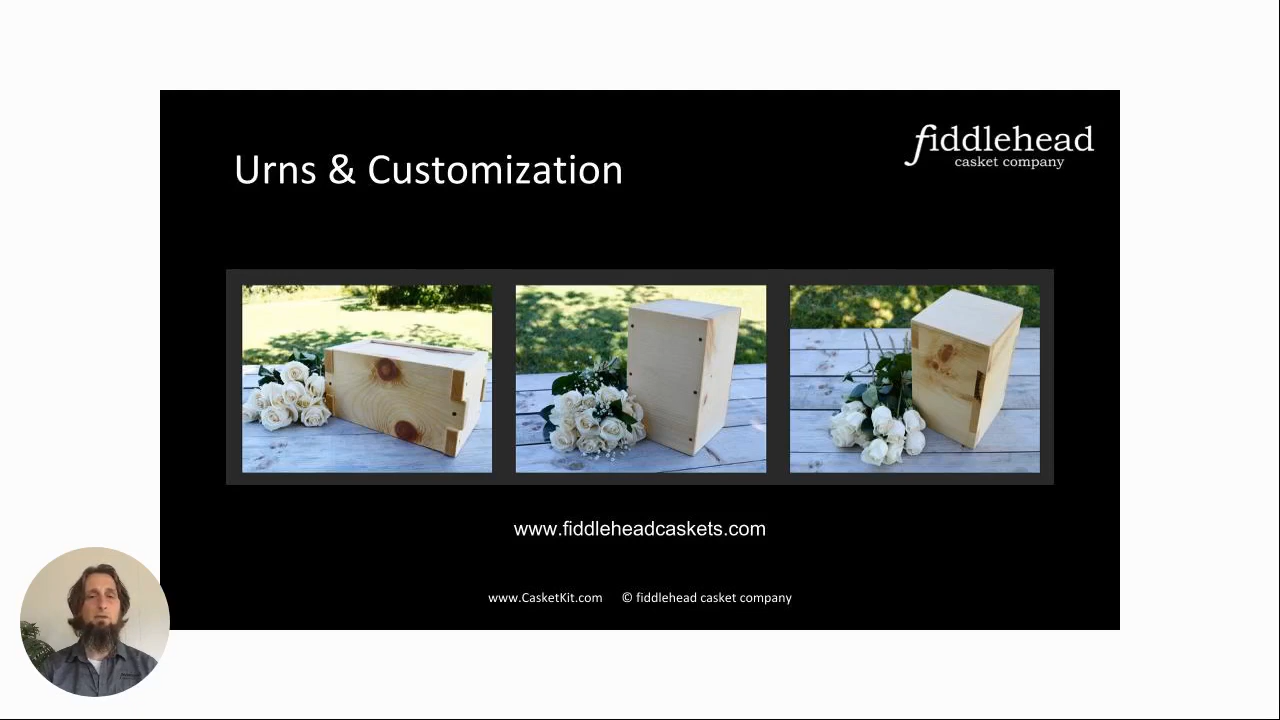 fiddlehead
casket company
Urns & Customization
www.fiddleheadcaskets.com
www.CasketKit.com © fiddlehead casket company